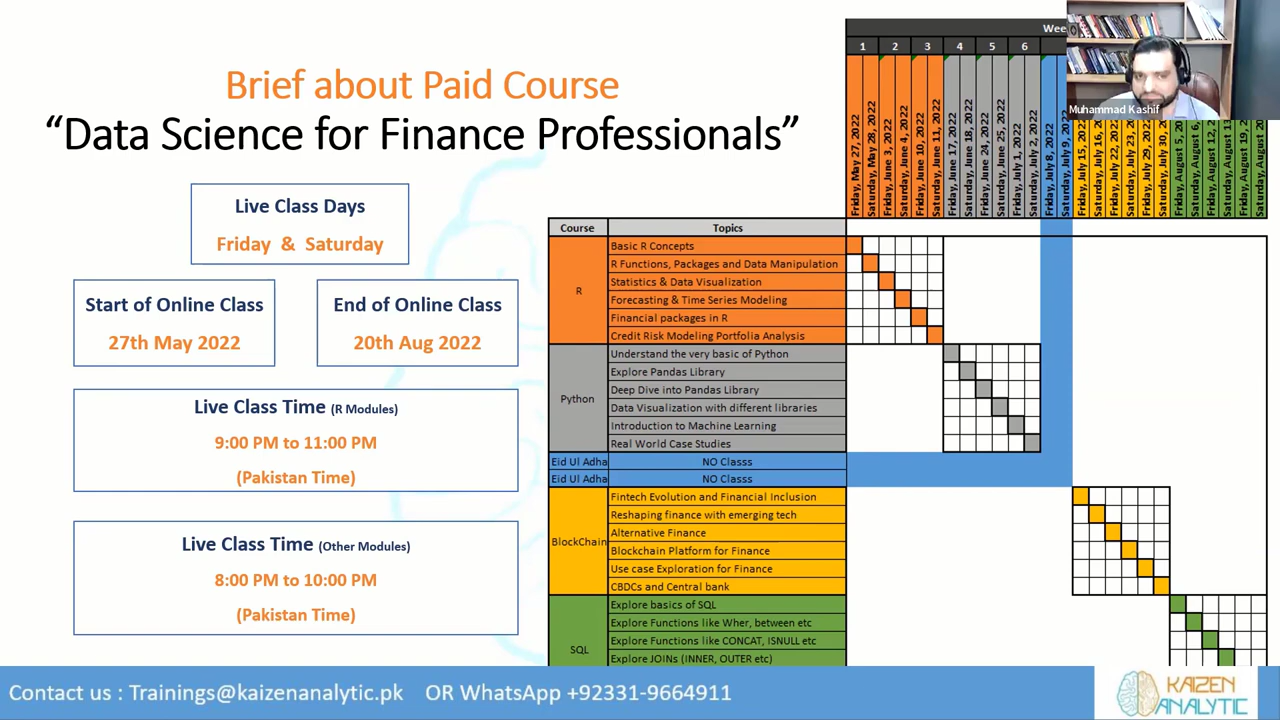 Brief about Paid Course
“Data Science for Finance Professionals”
Live Class Days
Friday & Saturday
Start of Online Class
27th May 2022
End of Online Class
20th Aug 2022
Live Class Time (R Modules)
9:00 PM to 11:00 PM
(Pakistan Time)
Live Class Time (Other Modules)
8:00 PM to 10:00 PM
(Pakistan Time)
Wee
1 2 3 4 5 6
Friday, May 27, 2022
Saturday, May 28, 2022
Friday, June 3, 2022
Saturday, June 4, 2022
Friday, June 10, 2022
Saturday, June 11, 2022
Friday, June 17, 2022
Saturday, June 18, 2022
Friday, June 24, 2022
Saturday, June 25, 2022
Friday, July 1, 2022
Saturday, July 2, 2022
Friday, July 8, 2022
Saturday, July 9, 2022
Friday, July 15, 2022
Saturday, July 16,
Friday, July 22, 2022
Saturday, July 23,
Friday, July 29, 2022
Saturday, July 30,
Friday, August 5, 20
Saturday, August 6,
Friday, August 12,
Saturday, August
Friday, August 19,
Saturday, August 20
Muhammad Kashif
Course Topics
R
Basic R Concepts
R Functions, Packages and Data Manipulation
Statistics & Data Visualization
Forecasting & Time Series Modeling
Financial packages in R
Credit Risk Modeling Portfolia Analysis
Python
Understand the very basic of Python
Explore Pandas Library
Deep Dive into Pandas Library
Data Visualization with different libraries
Introduction to Machine Learning
Real World Case Studies
Eid Ul Adha NO Classs
Eid Ul Adha NO Classs
BlockChain
Fintech Evolution and Financial Inclusion
Reshaping finance with emerging tech
Alternative Finance
Blockchain Platform for Finance
Use case Exploration for Finance
CBDCs and Central bank
SQL
Explore basics of SQL
Explore Functions like Wher, between etc
Explore Functions like CONCAT, ISNULL etc
Explore JOINs (INNER, OUTER etc)
Contact us : Trainings@kaizenanalytic.pk OR WhatsApp +92331-9664911
KAIZEN
ANALYTIC